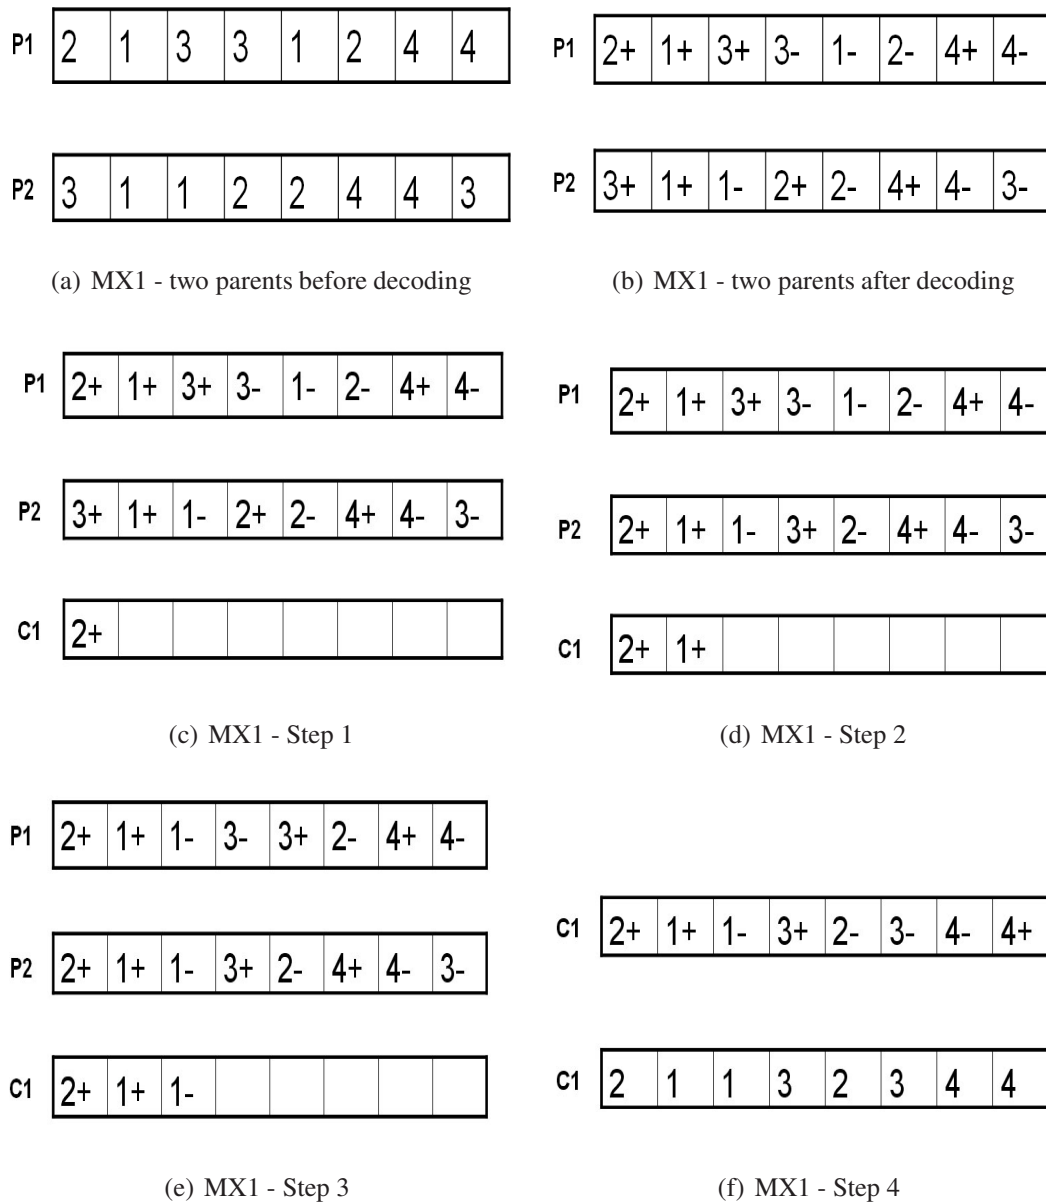 P1 2 1 3 3 1 2 4 4
P2 3 1 1 2 2 4 4 3
(a) MX1 - two parents before decoding
P1 2+ 1+ 3+ 3- 1- 2- 4+ 4-
P2 3+ 1+ 1- 2+ 2- 4+ 4- 3-
(b) MX1 - two parents after decoding
P1 2+ 1+ 3+ 3- 1- 2- 4+ 4-
P2 3+ 1+ 1- 2+ 2- 4+ 4- 3-
C1 2+
(c) MX1 - Step 1
P1 2+ 1+ 3+ 3- 1- 2- 4+ 4-
P2 2+ 1+ 1- 3+ 2- 4+ 4- 3-
C1 2+ 1+
(d) MX1 - Step 2
P1 2+ 1+ 1- 3- 3+ 2- 4+ 4-
P2 2+ 1+ 1- 3+ 2- 4+ 4- 3-
C1 2+ 1+ 1-
(e) MX1 - Step 3
C1 2+ 1+ 1- 3+ 2- 3- 4- 4+
C1 2 1 1 3 2 3 4 4
(f) MX1 - Step 4